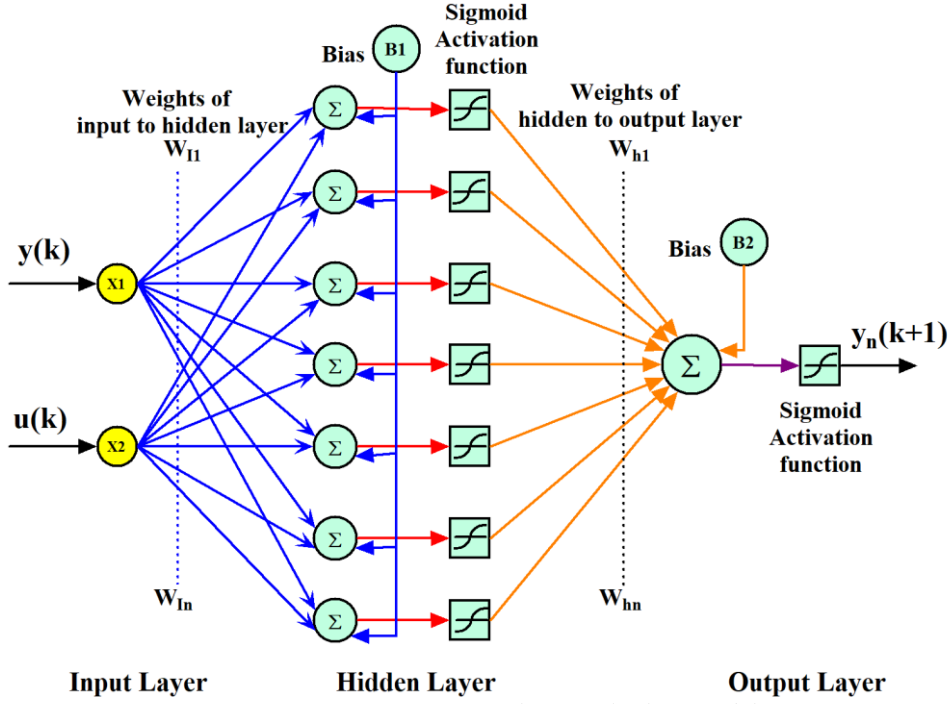 Sigmoid
Activation
function
Bias
B1
Weights of
input to hidden layer
W_I1
Weights of
hidden to output layer
W_h1
Σ
Σ
Σ
Σ
Σ
Σ
Σ
y(k)
X1
u(k)
X2
Bias
B2
Σ
y_n(k+1)
Sigmoid
Activation
function
W_In
W_hn
Input Layer
Hidden Layer
Output Layer